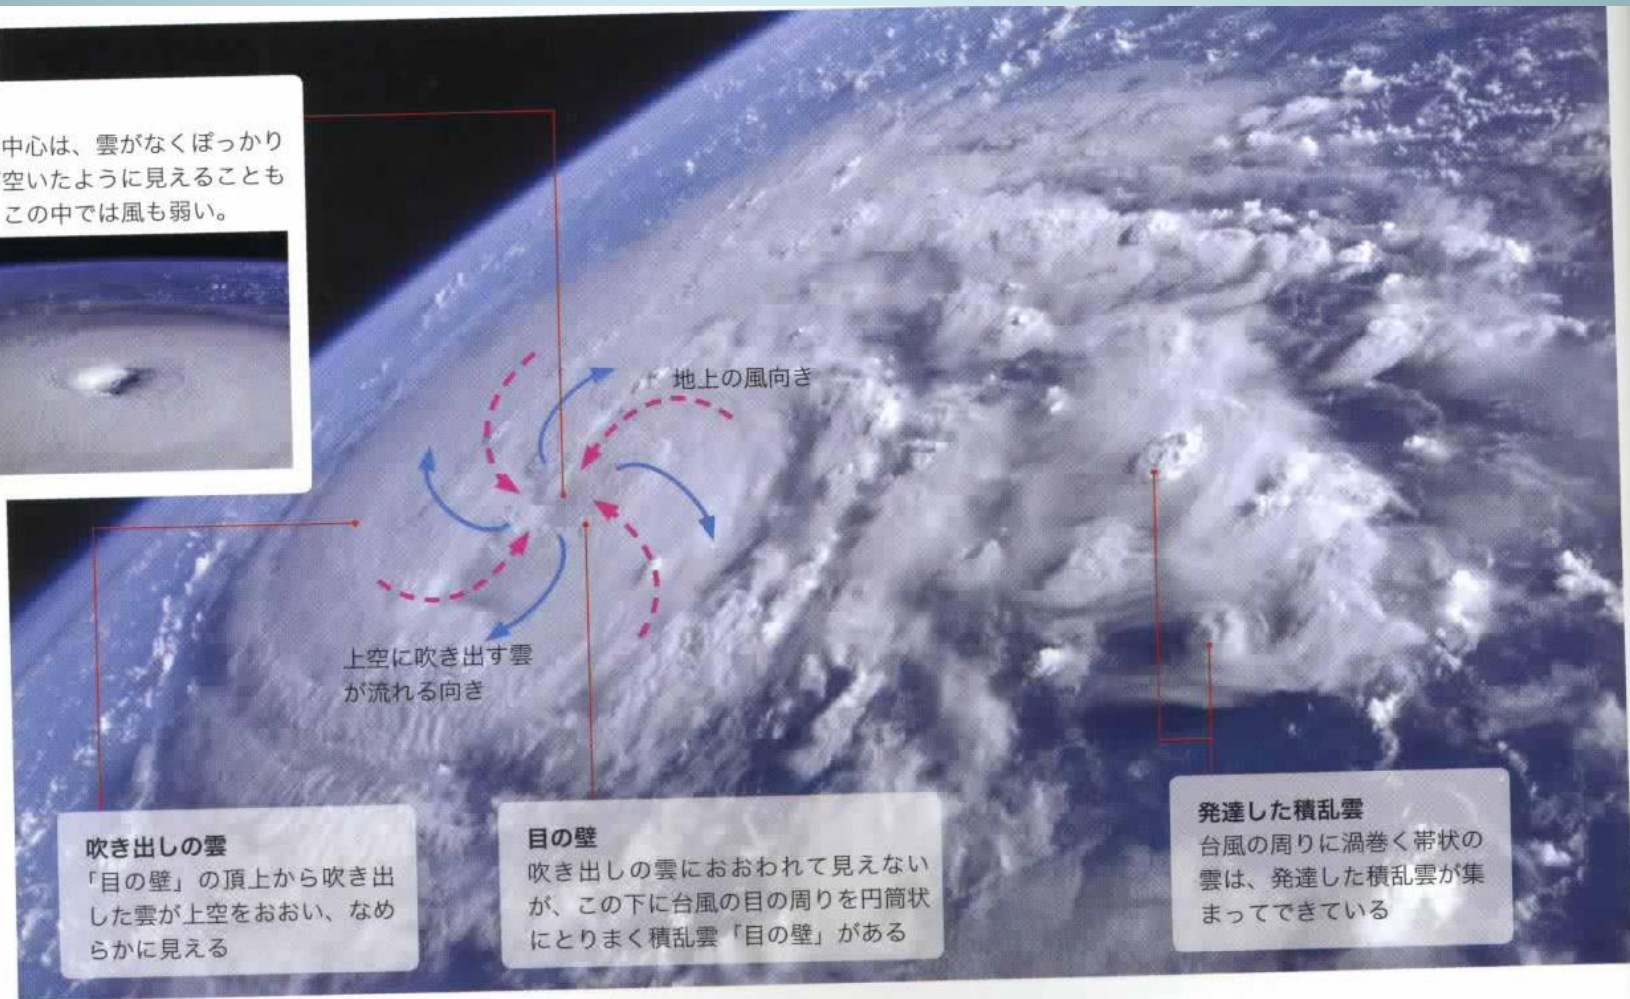 中心は、雲がなくぽっかり
空いたように見えることも
この中では風も弱い。
地上の風向き
上空に吹き出す雲
が流れる向き
吹き出しの雲
「目の壁」の頂上から吹き出
した雲が上空をおおい、なめ
らかに見える
目の壁
吹き出しの雲におおわれて見えない
が、この下に台風の目の周りを円筒状
にとりまく積乱雲「目の壁」がある
発達した積乱雲
台風の周りに渦巻く帯状の
雲は、発達した積乱雲が集
まってできている